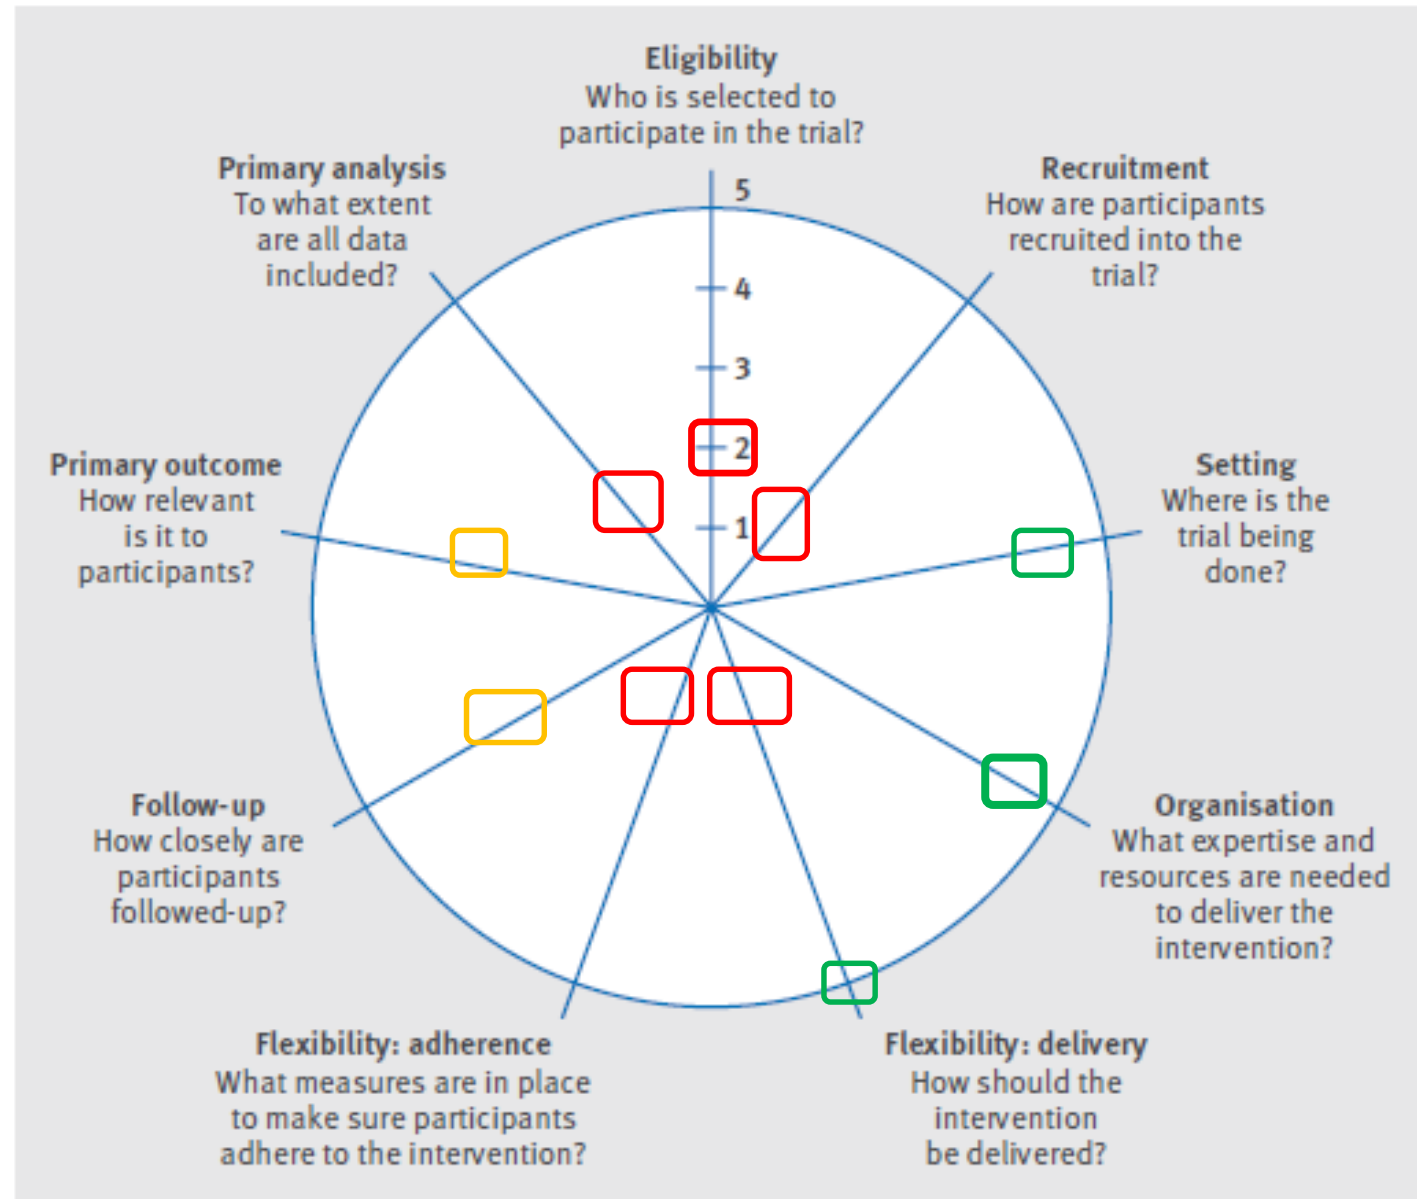 Eligibility
Who is selected to
participate in the trial?
Primary analysis
To what extent
are all data
included?
Recruitment
How are participants
recruited into the
trial?
5
4
3
2
1
Primary outcome
How relevant
is it to
participants?
Setting
Where is the
trial being
done?
Follow-up
How closely are
participants
followed-up?
Organisation
What expertise and
resources are needed
to deliver the
intervention?
Flexibility: adherence
What measures are in place
to make sure participants
adhere to the intervention?
Flexibility: delivery
How should the
intervention
be delivered?